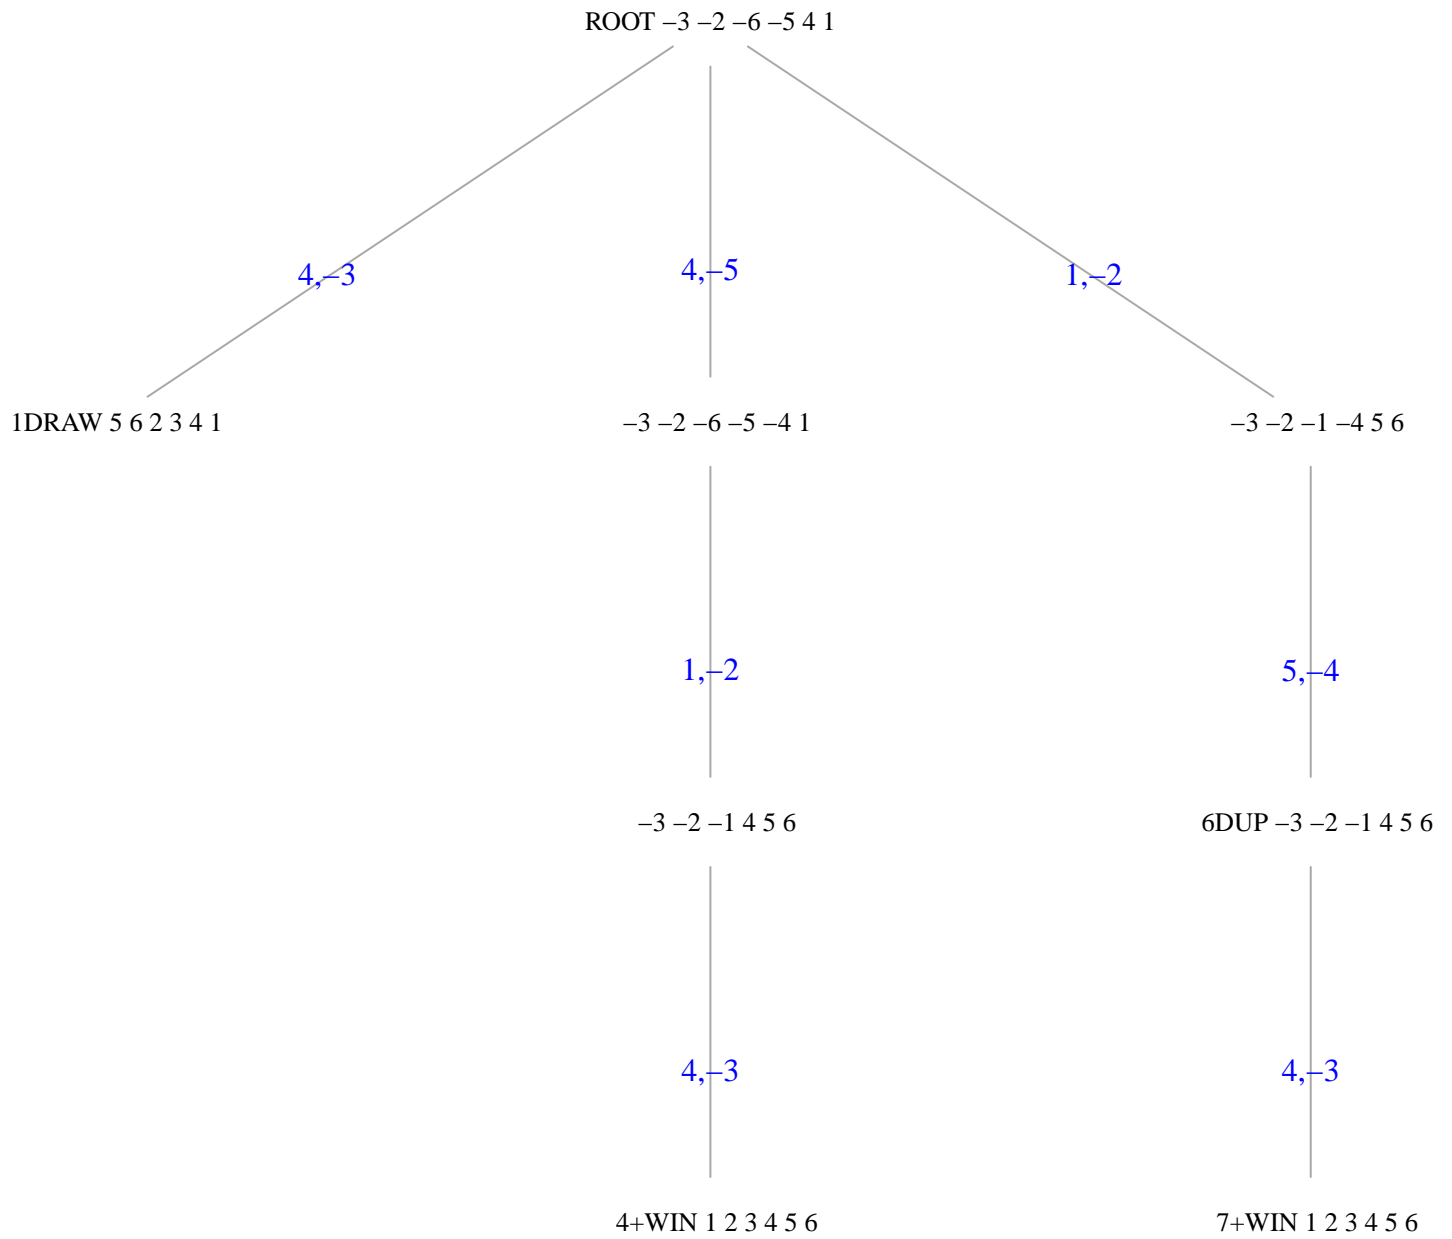 ROOT –3 –2 –6 –5 4 1
4,–3
4,–5
1,–2
1DRAW 5 6 2 3 4 1
–3 –2 –6 –5 –4 1
–3 –2 –1 –4 5 6
1,–2
5,–4
–3 –2 –1 4 5 6
6DUP –3 –2 –1 4 5 6
4,–3
4,–3
4+WIN 1 2 3 4 5 6
7+WIN 1 2 3 4 5 6